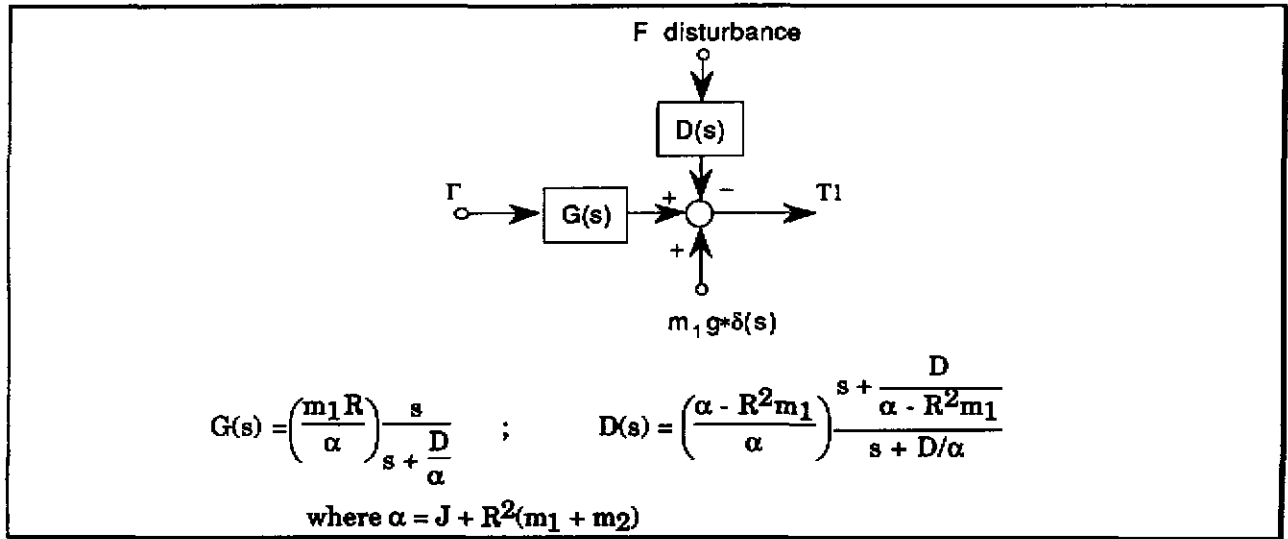 F disturbance
D(s)
Γ + − T1
G(s)
+
m₁g*δ(s)
G(s) = (m₁R/α) s/(s + D/α) ; D(s) = ((α - R²m₁)/α) (s + D/(α - R²m₁))/(s + D/α)
where α = J + R²(m₁ + m₂)